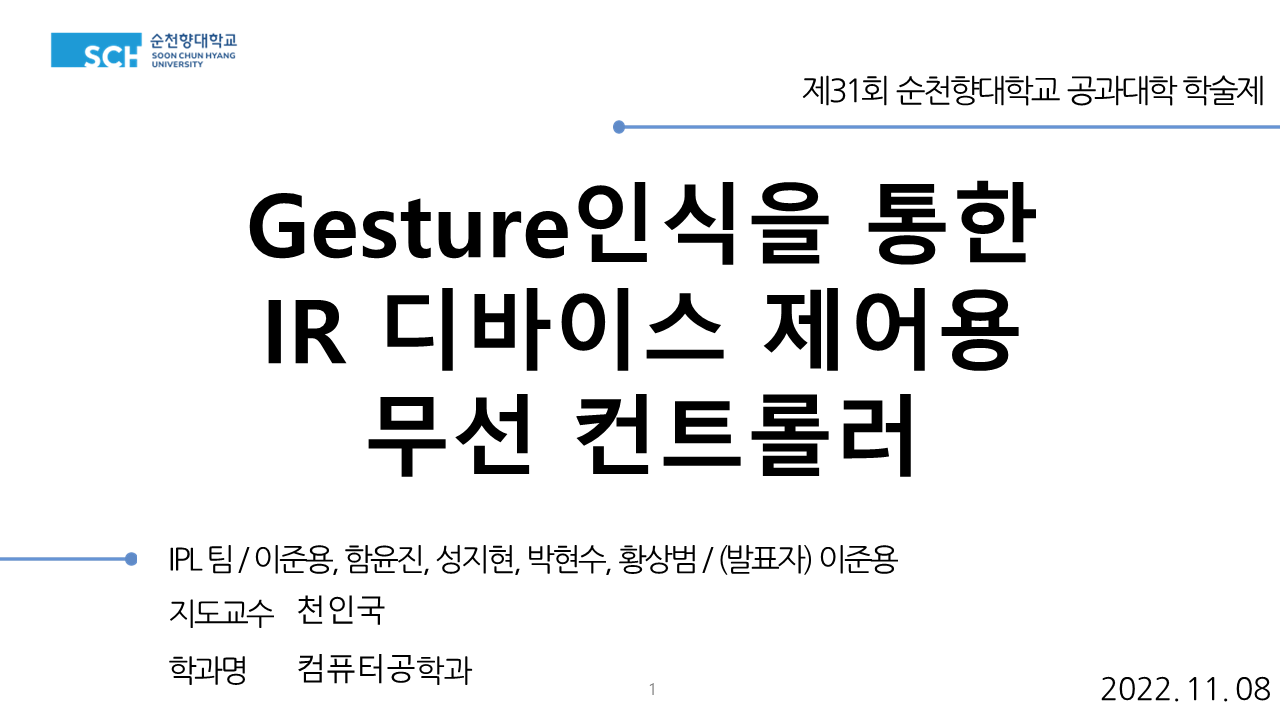 SCH 순천향대학교
SOON CHUN HYANG
UNIVERSITY
제31회 순천향대학교 공과대학 학술제
Gesture인식을 통한
IR 디바이스 제어용
무선 컨트롤러
IPL 팀 / 이준용, 함윤진, 성지현, 박현수, 황상범 / (발표자) 이준용
지도교수 천인국
학과명 컴퓨터공학과
1
2022. 11. 08